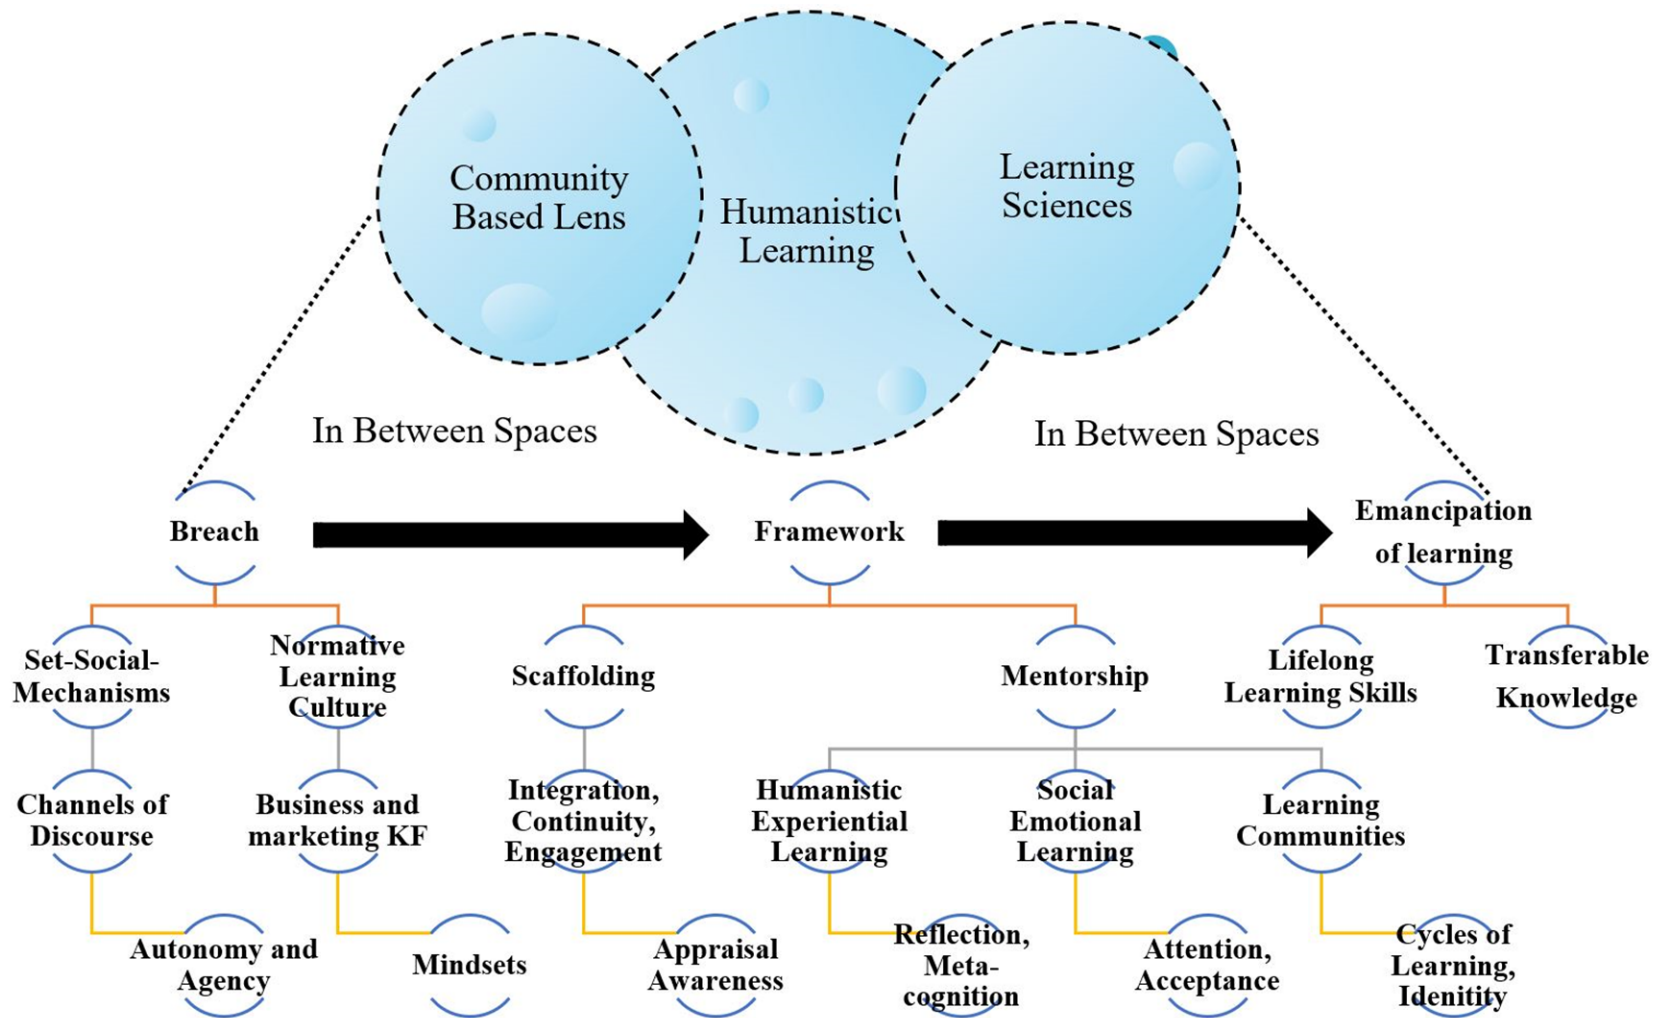 Community
Based Lens
Humanistic
Learning
Learning
Sciences
In Between Spaces
In Between Spaces
Breach
Framework
Emancipation
of learning
Set-Social-
Mechanisms
Normative
Learning
Culture
Scaffolding
Mentorship
Lifelong
Learning Skills
Transferable
Knowledge
Channels of
Discourse
Business and
marketing KF
Integration,
Continuity,
Engagement
Humanistic
Experiential
Learning
Social
Emotional
Learning
Learning
Communities
Autonomy and
Agency
Mindsets
Appraisal
Awareness
Reflection,
Meta-
cognition
Attention,
Acceptance
Cycles of
Learning,
Idenitity